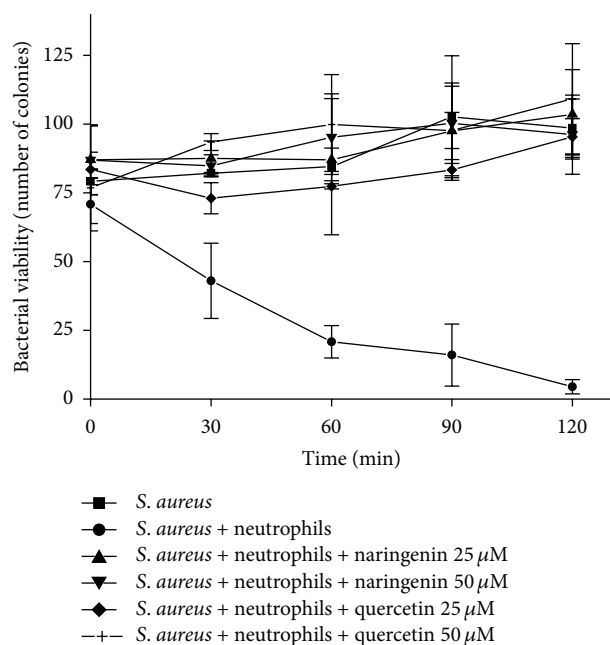 Bacterial viability (number of colonies)
125
100
75
50
25
0
0 30 60 90 120
Time (min)
S. aureus
S. aureus + neutrophils
S. aureus + neutrophils + naringenin 25 μM
S. aureus + neutrophils + naringenin 50 μM
S. aureus + neutrophils + quercetin 25 μM
S. aureus + neutrophils + quercetin 50 μM